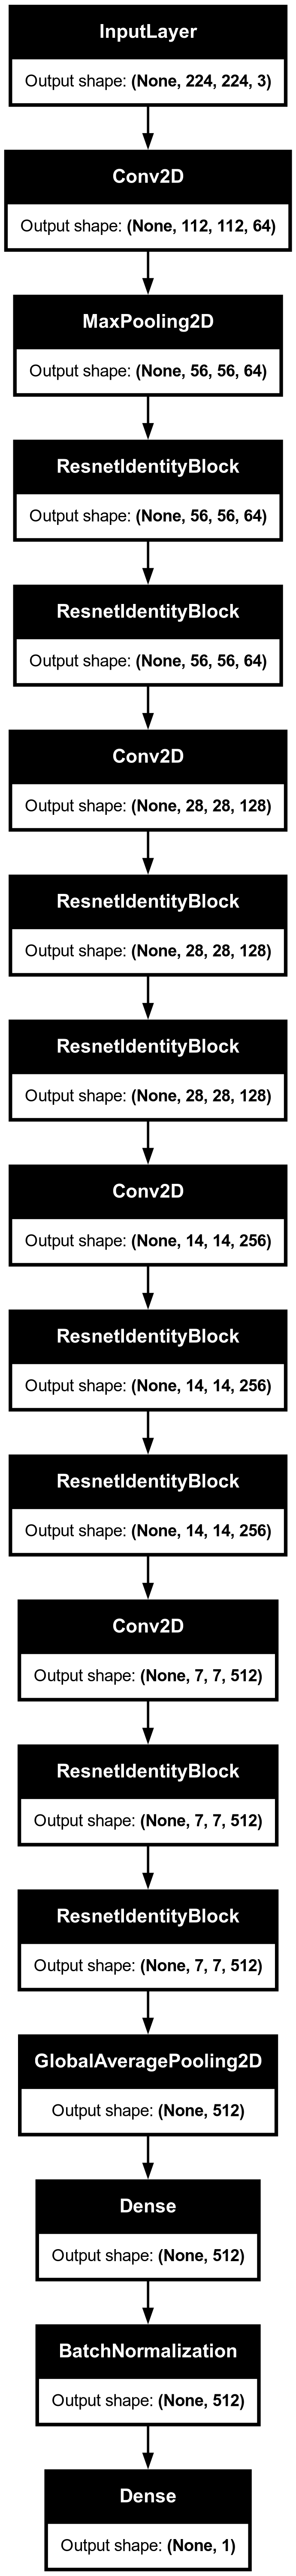 InputLayer
Output shape: (None, 224, 224, 3)
Conv2D
Output shape: (None, 112, 112, 64)
MaxPooling2D
Output shape: (None, 56, 56, 64)
ResnetIdentityBlock
Output shape: (None, 56, 56, 64)
ResnetIdentityBlock
Output shape: (None, 56, 56, 64)
Conv2D
Output shape: (None, 28, 28, 128)
ResnetIdentityBlock
Output shape: (None, 28, 28, 128)
ResnetIdentityBlock
Output shape: (None, 28, 28, 128)
Conv2D
Output shape: (None, 14, 14, 256)
ResnetIdentityBlock
Output shape: (None, 14, 14, 256)
ResnetIdentityBlock
Output shape: (None, 14, 14, 256)
Conv2D
Output shape: (None, 7, 7, 512)
ResnetIdentityBlock
Output shape: (None, 7, 7, 512)
ResnetIdentityBlock
Output shape: (None, 7, 7, 512)
GlobalAveragePooling2D
Output shape: (None, 512)
Dense
Output shape: (None, 512)
BatchNormalization
Output shape: (None, 512)
Dense
Output shape: (None, 1)